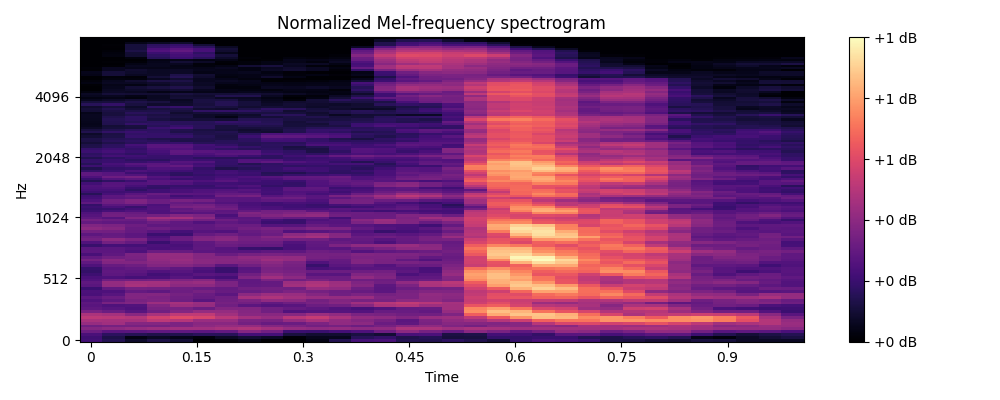 Normalized Mel-frequency spectrogram
Hz
4096
2048
1024
512
0
0
0.15
0.3
0.45
0.6
0.75
0.9
Time
+1 dB
+1 dB
+1 dB
+0 dB
+0 dB
+0 dB